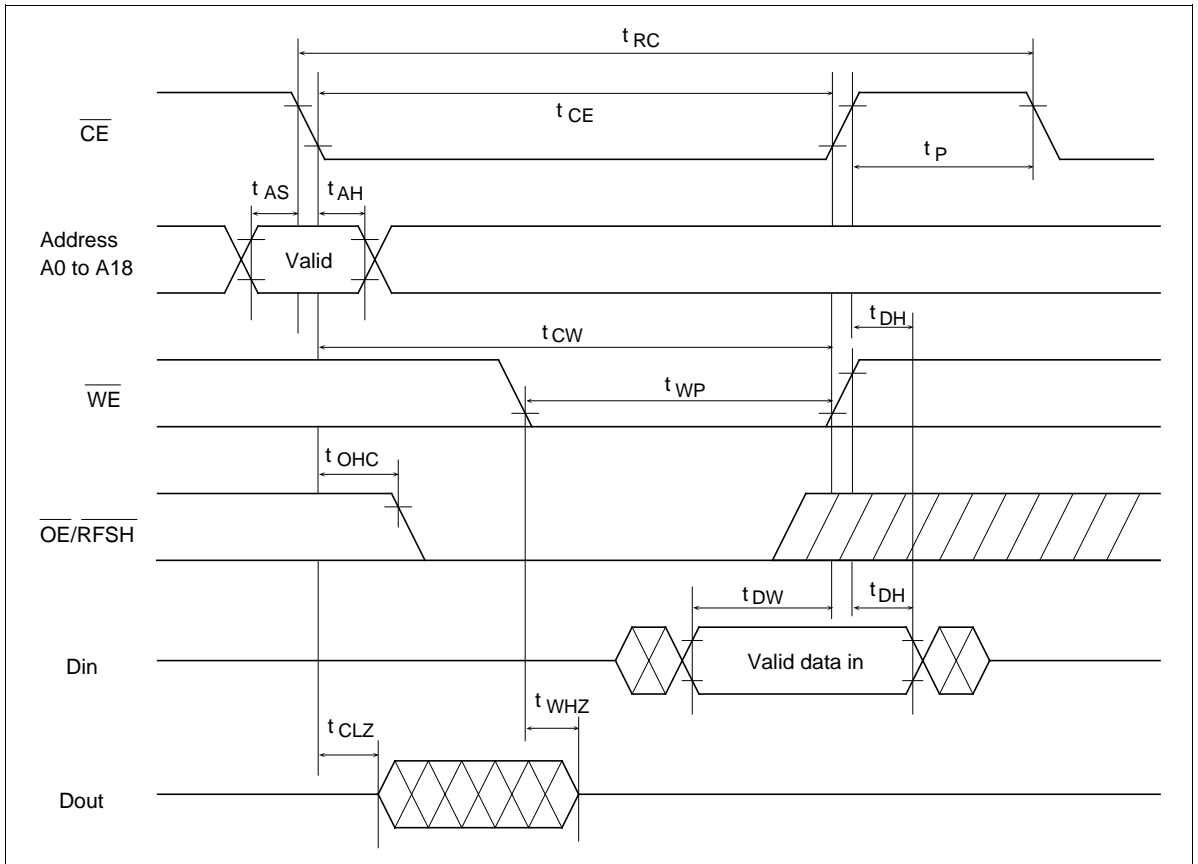 t RC
CE
t CE
t P
t AS
t AH
Address
A0 to A18
Valid
t CW
t DH
WE
t WP
t OHC
OE/RFSH
t DW
t DH
Din
Valid data in
t WHZ
t CLZ
Dout